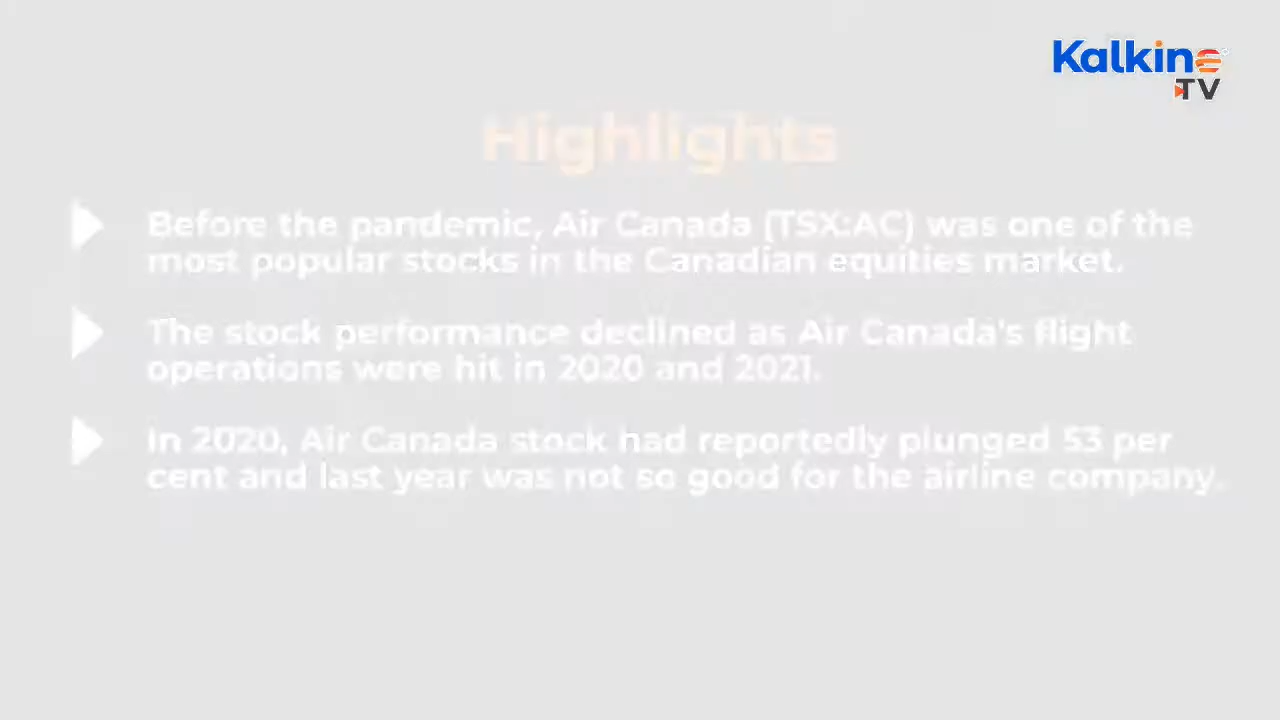 Kalkine
TV
Highlights
Before the pandemic, Air Canada (TSX:AC) was one of the
most popular stocks in the Canadian equities market.
The stock performance declined as Air Canada's flight
operations were hit in 2020 and 2021.
In 2020, Air Canada stock had reportedly plunged 53 per
cent and last year was not so good for the airline company.